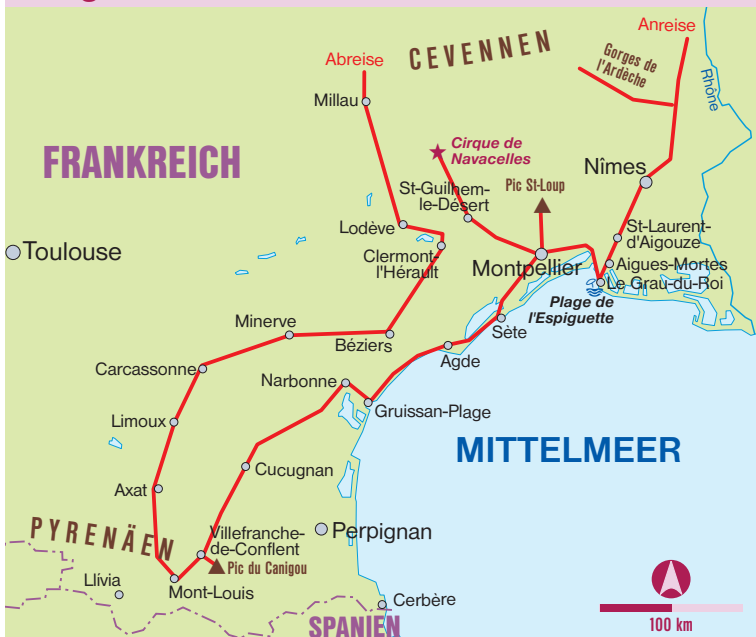 Anreise
Abreise
CEVENNEN
Gorges de
l'Ardèche
Rhone
Millau
FRANKREICH
Cirque de
Navacelles
Nîmes
St-Guilhem-
le-Désert
Pic St-Loup
Lodève
St-Laurent-
d'Aigouze
Toulouse
Clermont-
l'Hérault
Montpellier
Aigues-Mortes
Le Grau-du-Roi
Plage de
l'Espiguette
Minerve
Béziers
Sète
Agde
Carcassonne
Narbonne
Gruissan-Plage
Limoux
MITTELMEER
Cucugnan
Axat
PYRENÄEN
Villefranche-
de-Conflent
Perpignan
Pic du Canigou
Llívia
Mont-Louis
Cerbère
SPANIEN
100 km